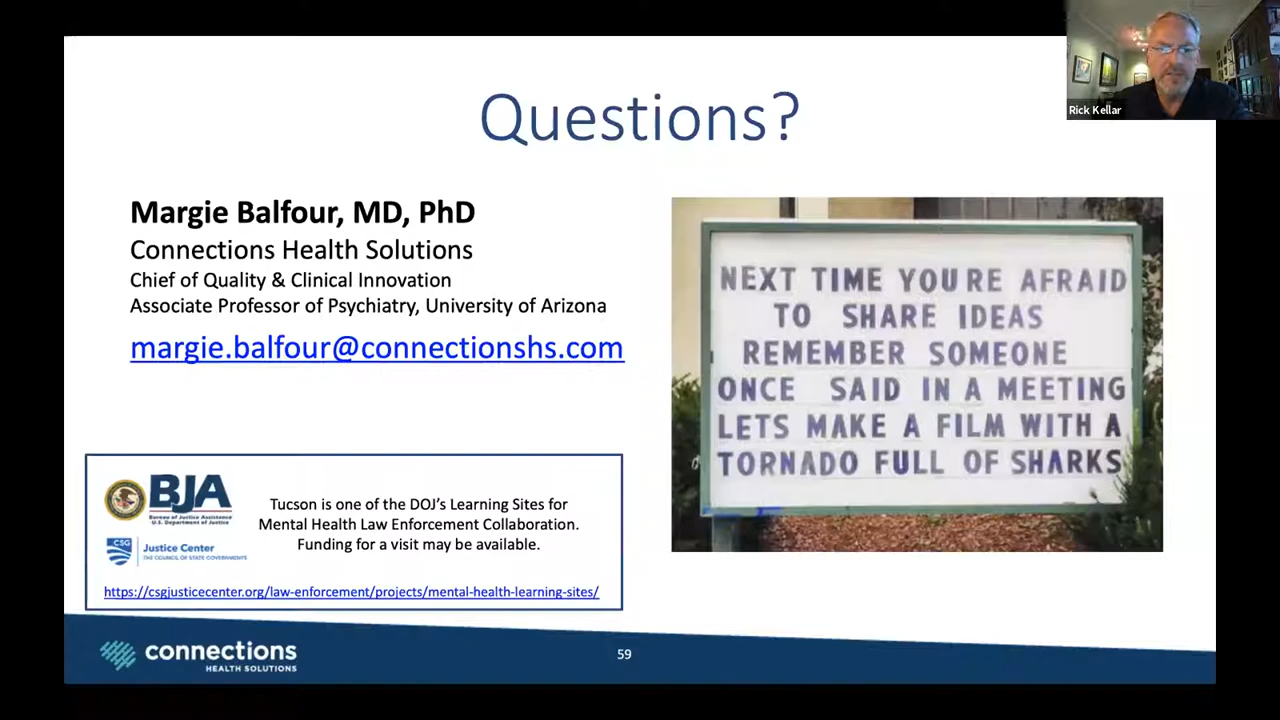 Rick Kellar
Questions?
Margie Balfour, MD, PhD
Connections Health Solutions
Chief of Quality & Clinical Innovation
Associate Professor of Psychiatry, University of Arizona
margie.balfour@connectionshs.com
NEXT TIME YOURE AFRAID
TO SHARE IDEAS
REMEMBER SOMEONE
ONCE SAID IN A MEETING
LETS MAKE A FILM WITH A
TORNADO FULL OF SHARKS
BJA
Bureau of Justice Assistance
U.S. Department of Justice
CSG Justice Center
THE COUNCIL OF STATE GOVERNMENTS
Tucson is one of the DOJ’s Learning Sites for
Mental Health Law Enforcement Collaboration.
Funding for a visit may be available.
https://csgjusticecenter.org/law-enforcement/projects/mental-health-learning-sites/
connections
HEALTH SOLUTIONS
59